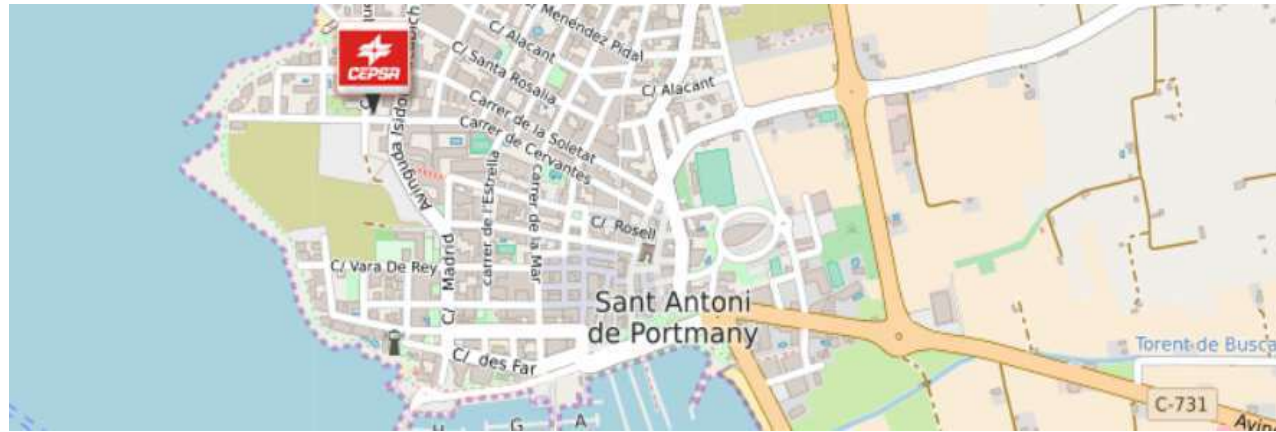 C/ Menéndez Pidal
C/ Alacant
C/ Santa Rosalia
CEPSA
C/ Alacant
Carrer de la Soletat
Carrer de Cervantes
Avinguda Isido
carrer de l'Estrella
carrer de la Mar
C/ Rosell
C/ Vara De Rey
C/ Madrid
Sant Antoni
de Portmany
C/ des Far
Torent de Busca
C-731
H G A